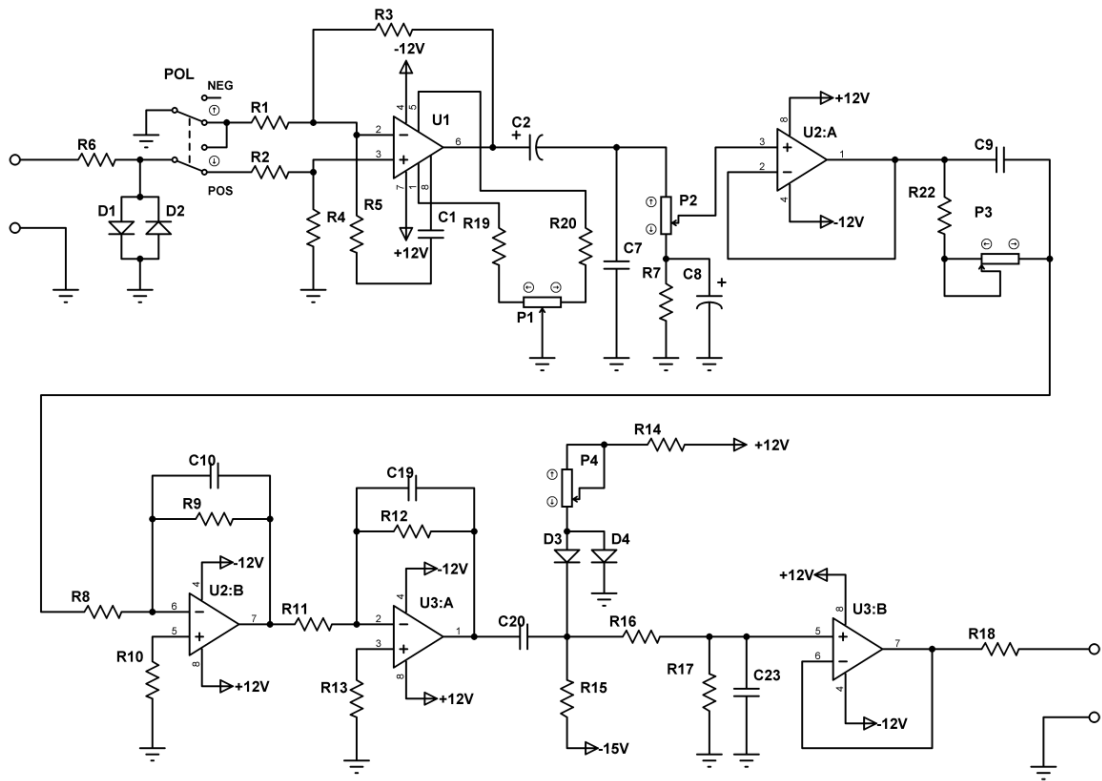 R3
-12V
POL
NEG
R1
4
5
U1
C2
+
+12V
8
U2:A
C9
2
6
3
1
R6
R2
3
2
4
R22
P3
POS
7
1
8
P2
-12V
D1
D2
R4
R5
C1
R19
R20
C7
+12V
R7
C8
+
P1
R14
+12V
C10
C19
P4
R9
R12
D3
D4
-12V
-12V
+12V
4
U2:B
4
U3:A
8
U3:B
R8
6
7
R11
2
1
C20
R16
5
7
R18
5
3
6
R10
8
+12V
R13
8
+12V
R15
R17
C23
4
-12V
-15V